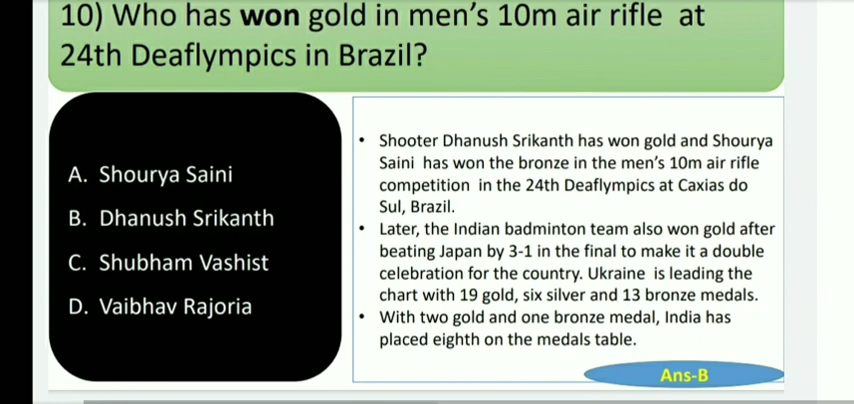 10) Who has won gold in men's 10m air rifle at
24th Deaflympics in Brazil?
A. Shourya Saini
B. Dhanush Srikanth
C. Shubham Vashist
D. Vaibhav Rajoria
• Shooter Dhanush Srikanth has won gold and Shourya
Saini has won the bronze in the men's 10m air rifle
competition in the 24th Deaflympics at Caxias do
Sul, Brazil.
• Later, the Indian badminton team also won gold after
beating Japan by 3-1 in the final to make it a double
celebration for the country. Ukraine is leading the
chart with 19 gold, six silver and 13 bronze medals.
• With two gold and one bronze medal, India has
placed eighth on the medals table.
Ans-B